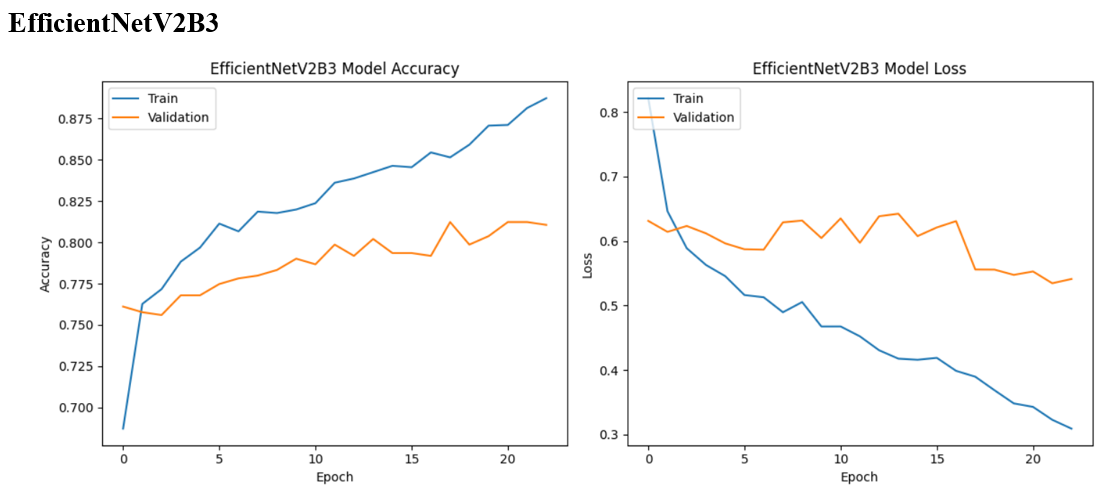 EfficientNetV2B3
EfficientNetV2B3 Model Accuracy
Train
Validation
0.875
0.850
0.825
0.800
0.775
0.750
0.725
0.700
Accuracy
0 5 10 15 20
Epoch
EfficientNetV2B3 Model Loss
Train
Validation
0.8
0.7
0.6
0.5
0.4
0.3
Loss
0 5 10 15 20
Epoch